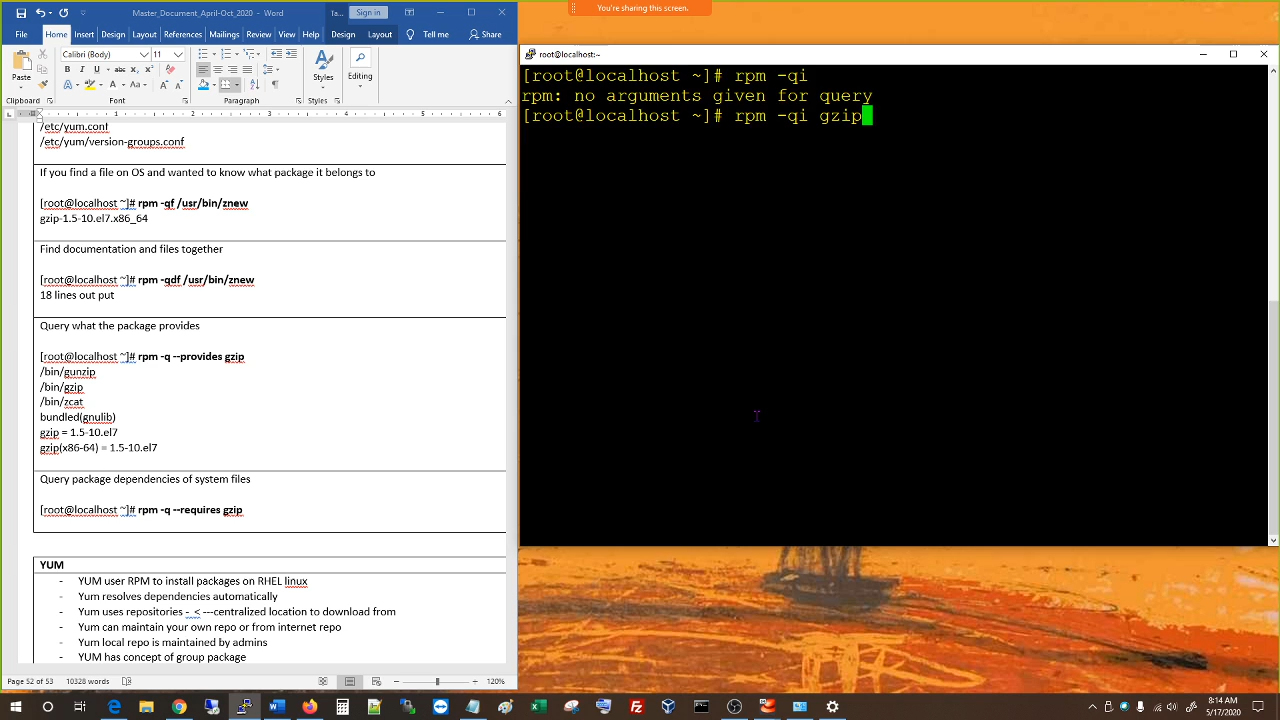 Master_Document_April-Oct_2020 - Word
Ta...
Sign in
You're sharing this screen.
File
Home
Insert
Design
Layout
References
Mailings
Review
View
Help
Design
Layout
Tell me
Share
Calibri (Body)
11
Paste
Styles
Editing
Clipboard
Font
Paragraph
Styles
/etc/yum.conf
/etc/yum/version-groups.conf
If you find a file on OS and wanted to know what package it belongs to
[root@localhost ~]# rpm -qf /usr/bin/znew
gzip-1.5-10.el7.x86_64
Find documentation and files together
[root@localhost ~]# rpm -qdf /usr/bin/znew
18 lines out put
Query what the package provides
[root@localhost ~]# rpm -q --provides gzip
/bin/gunzip
/bin/gzip
/bin/zcat
bundled(gnulib)
gzip = 1.5-10.el7
gzip(x86-64) = 1.5-10.el7
Query package dependencies of system files
[root@localhost ~]# rpm -q --requires gzip
YUM
- YUM user RPM to install packages on RHEL linux
- Yum resolves dependencies automatically
- Yum uses repositories - < ---centralized location to download from
- Yum can maintain your own repo or from internet repo
- Yum local repo is maintained by admins
- YUM has concept of group package
Page 52 of 53
10328 words
120%
root@localhost:~
[root@localhost ~]# rpm -qi
rpm: no arguments given for query
[root@localhost ~]# rpm -qi gzip
8:14 AM
5/17/2020